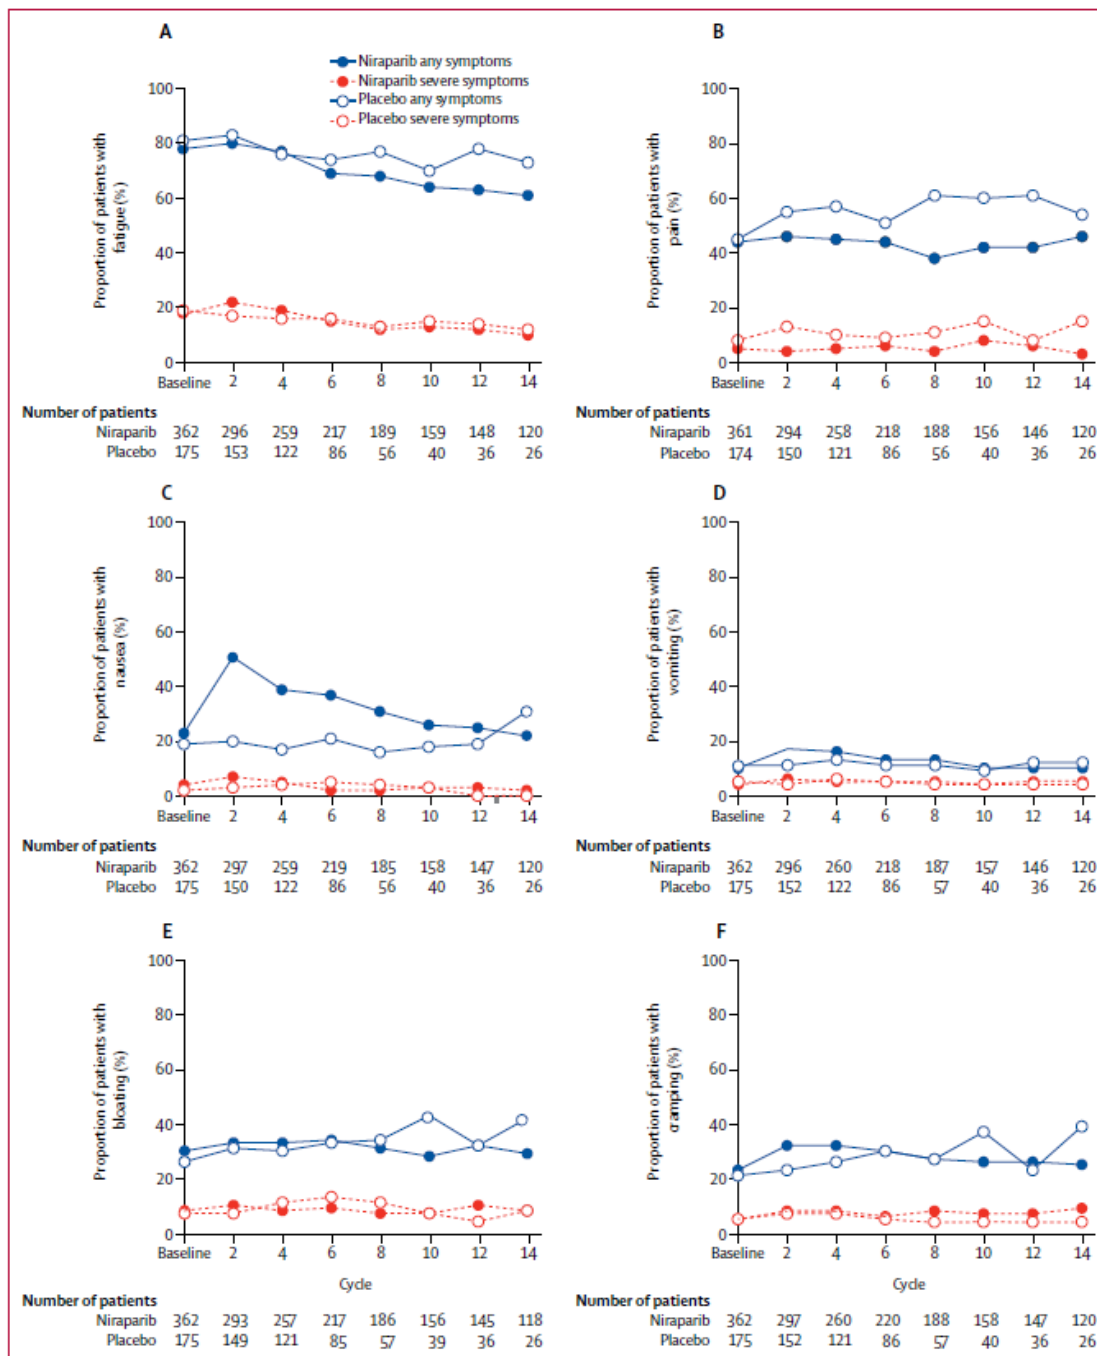 A
Niraparib any symptoms
Niraparib severe symptoms
Placebo any symptoms
Placebo severe symptoms
Proportion of patients with
fatigue (%)
100
80
60
40
20
0
Baseline 2 4 6 8 10 12 14
Number of patients
Niraparib 362 296 259 217 189 159 148 120
Placebo 175 153 122 86 56 40 36 26
B
Proportion of patients with
pain (%)
100
80
60
40
20
0
Baseline 2 4 6 8 10 12 14
Number of patients
Niraparib 361 294 258 218 188 156 146 120
Placebo 174 150 121 86 56 40 36 26
C
Proportion of patients with
nausea (%)
100
80
60
40
20
0
Baseline 2 4 6 8 10 12 14
Number of patients
Niraparib 362 297 259 219 185 158 147 120
Placebo 175 150 122 86 56 40 36 26
D
Proportion of patients with
vomiting (%)
100
80
60
40
20
0
Baseline 2 4 6 8 10 12 14
Number of patients
Niraparib 362 296 260 218 187 157 146 120
Placebo 175 152 122 86 57 40 36 26
E
Proportion of patients with
bloating (%)
100
80
60
40
20
0
Baseline 2 4 6 8 10 12 14
Cycle
Number of patients
Niraparib 362 293 257 217 186 156 145 118
Placebo 175 149 121 85 57 39 36 26
F
Proportion of patients with
cramping (%)
100
80
60
40
20
0
Baseline 2 4 6 8 10 12 14
Cycle
Number of patients
Niraparib 362 297 260 220 188 158 147 120
Placebo 175 152 121 86 57 40 36 26